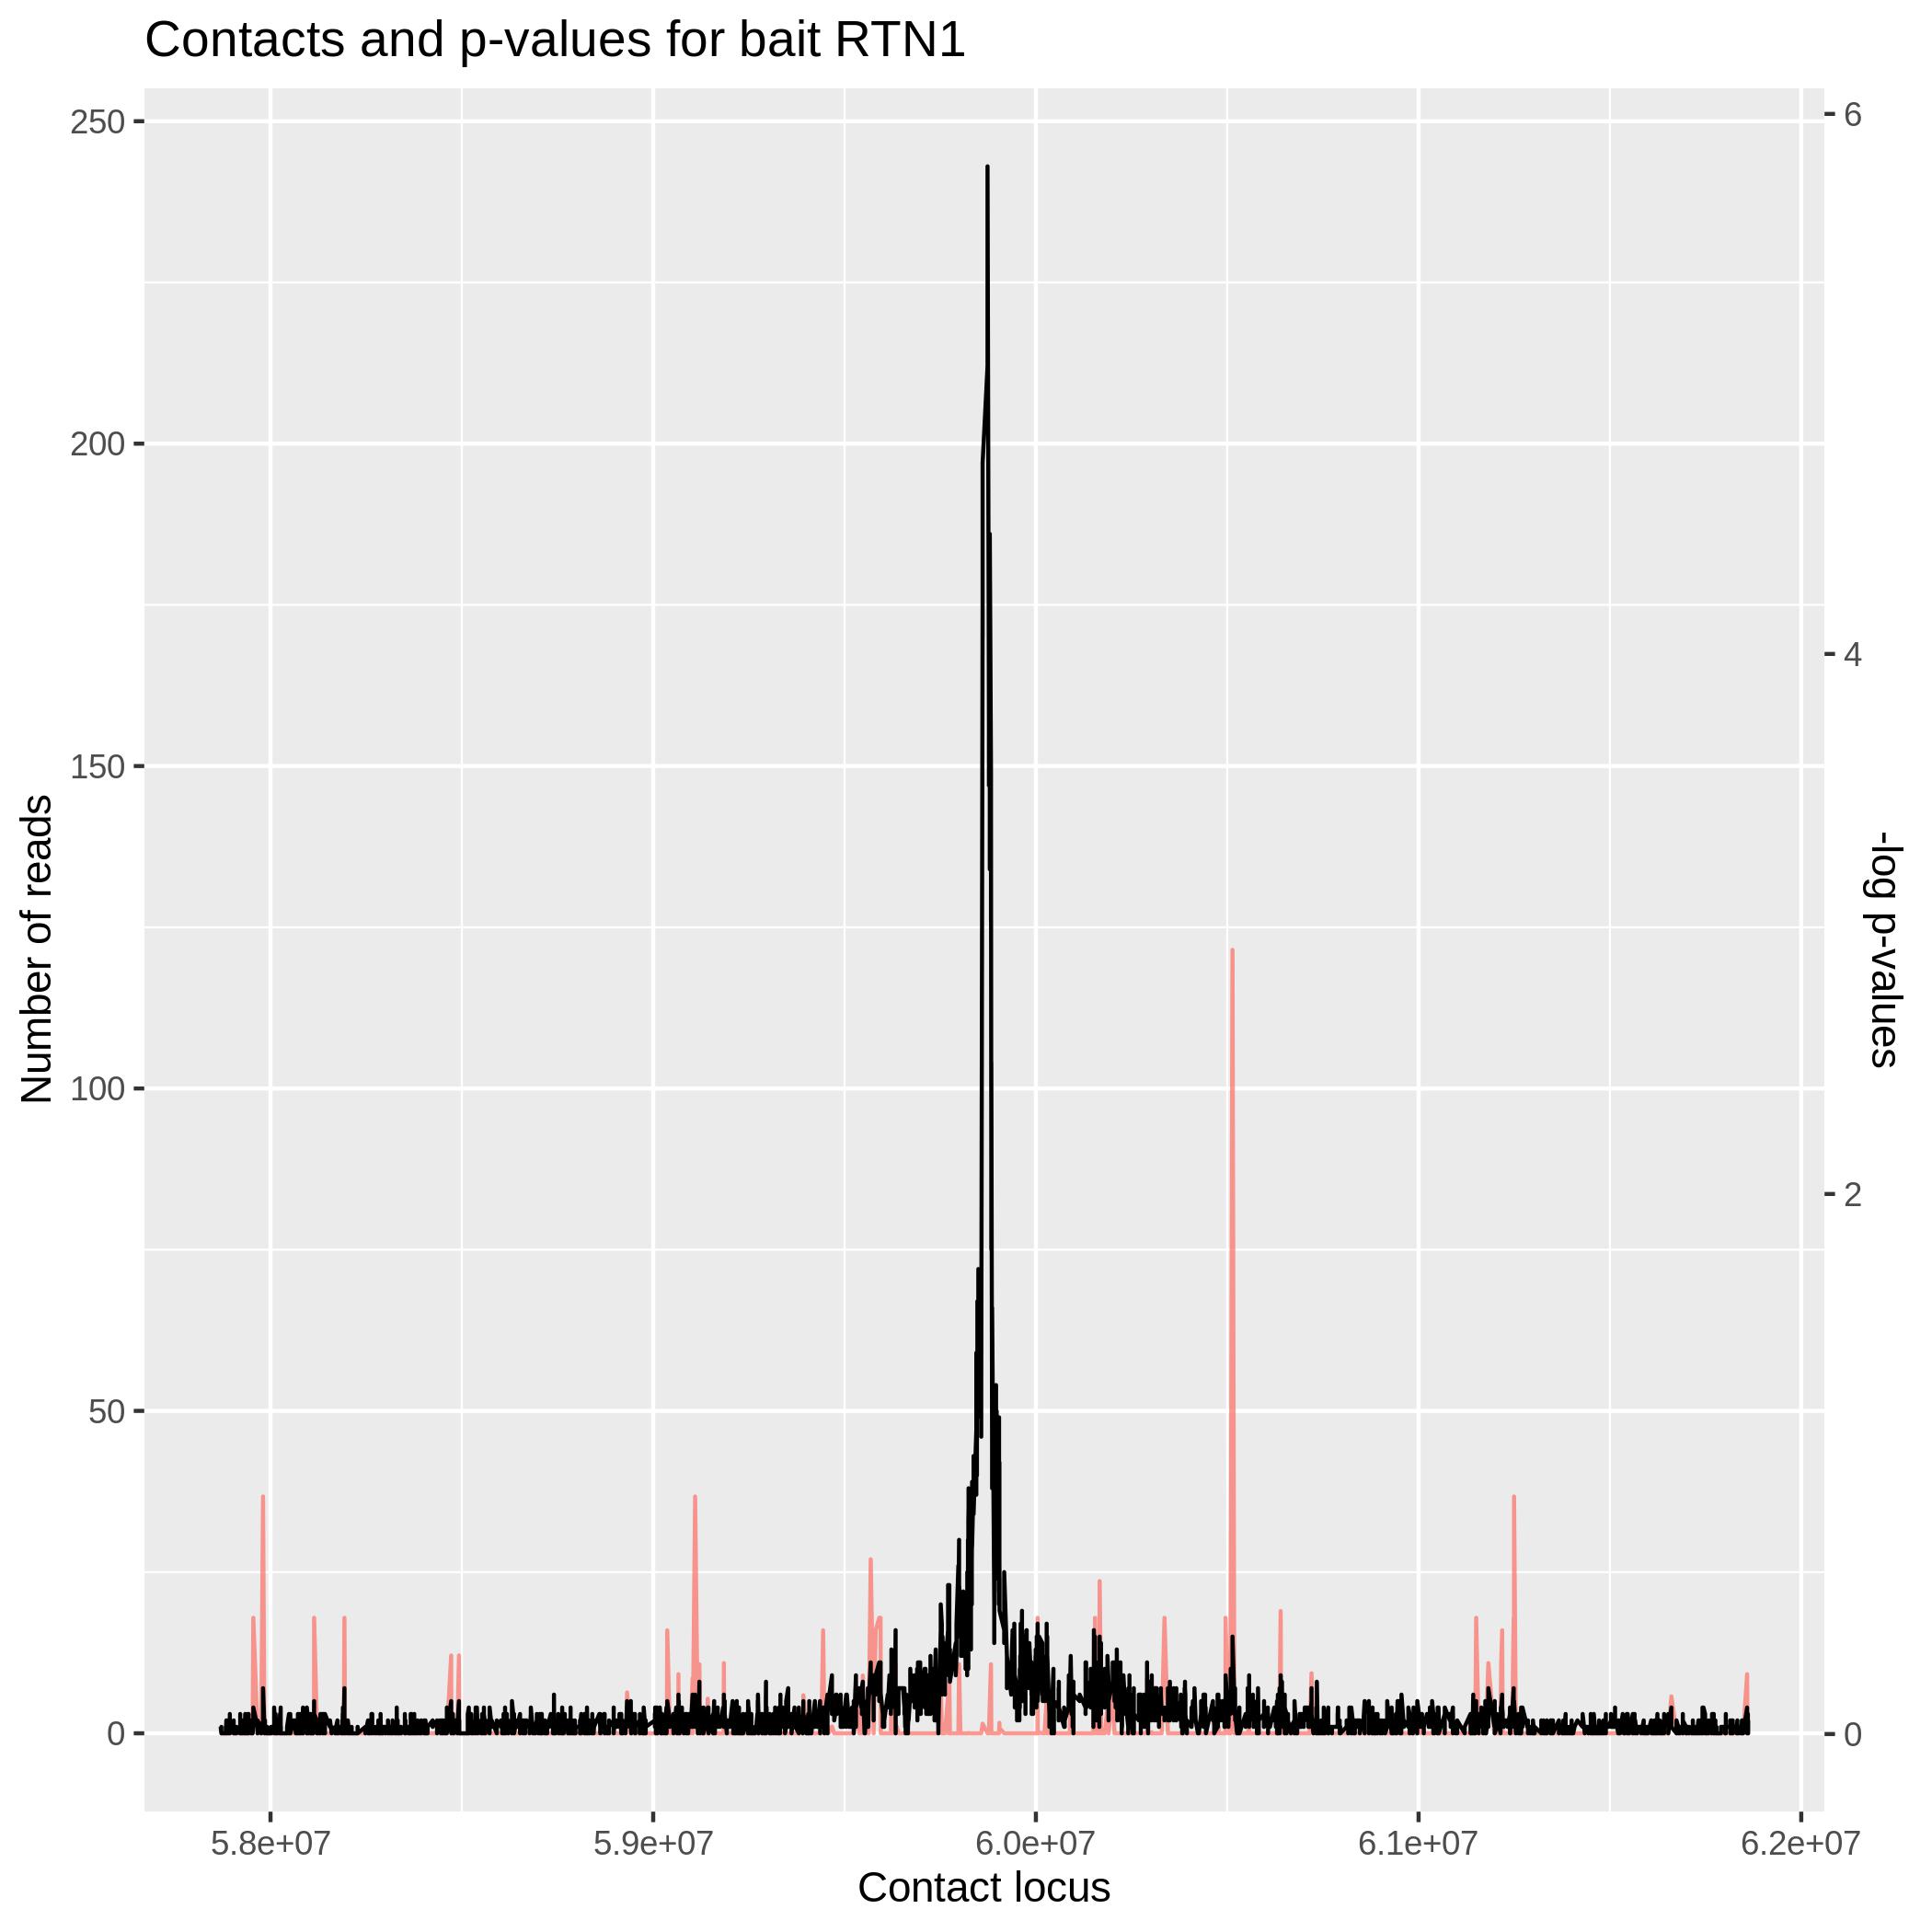 Contacts and p-values for bait RTN1
250
200
150
100
50
0
Number of reads
6
4
2
0
-log p-values
5.8e+07
5.9e+07
6.0e+07
6.1e+07
6.2e+07
Contact locus